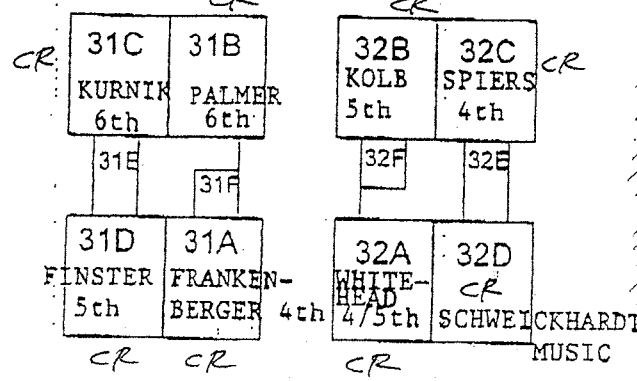 CR
CR
31C
31B
32B
32C
CR
KURNIK
6th
PALMER
6th
KOLB
5th
SPIERS
4th
CR
31E
31F
32F
32E
31D
31A
32A
32D
FINSTER
5th
FRANKEN-
BERGER 4th
WHITE-
HEAD
4/5th
CR
SCHWEICKHARDT
MUSIC
CR
CR
CR